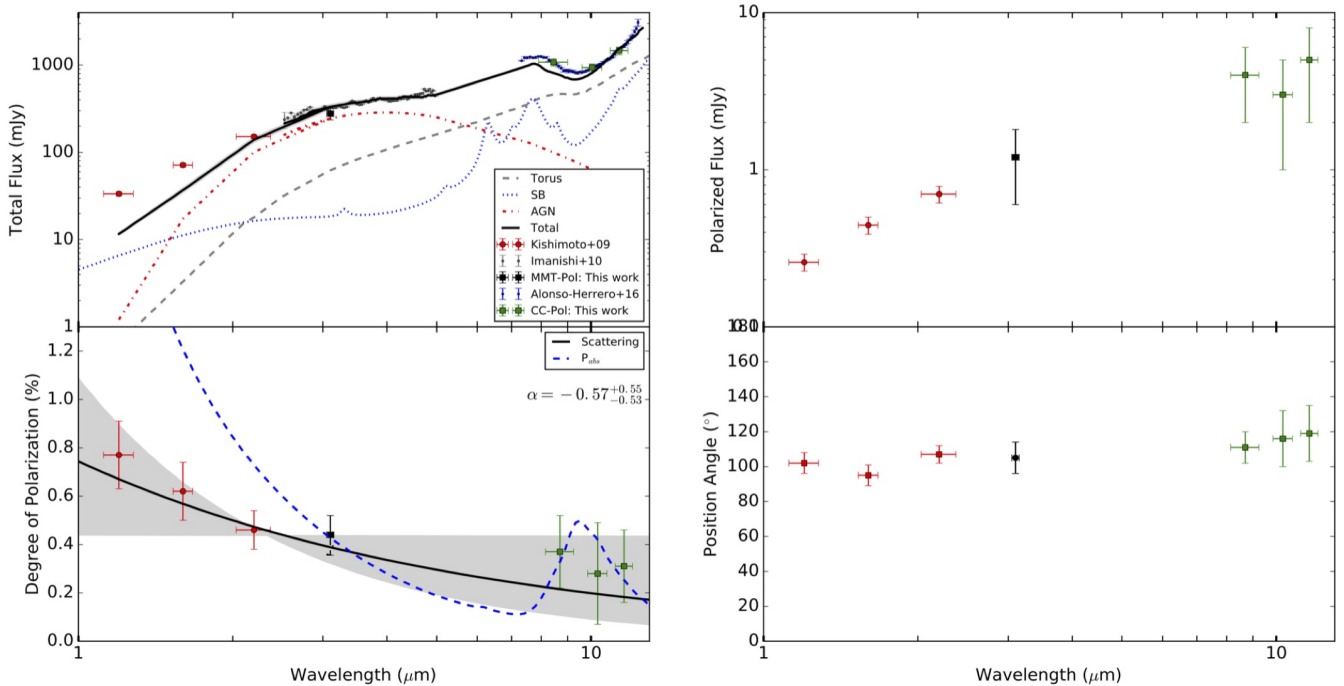 Total Flux (mJy)
1000
100
10
1
Torus
SB
AGN
Total
Kishimoto+09
Imanishi+10
MMT-Pol: This work
Alonso-Herrero+16
CC-Pol: This work
Degree of Polarization (%)
1.2
1.0
0.8
0.6
0.4
0.2
0.0
Scattering
P_abs
α = −0.57^{+0.55}_{−0.53}
1
10
Wavelength (μm)
Polarized Flux (mJy)
10
1
0.1
Position Angle (°)
180
160
140
120
100
80
60
40
20
0
1
10
Wavelength (μm)